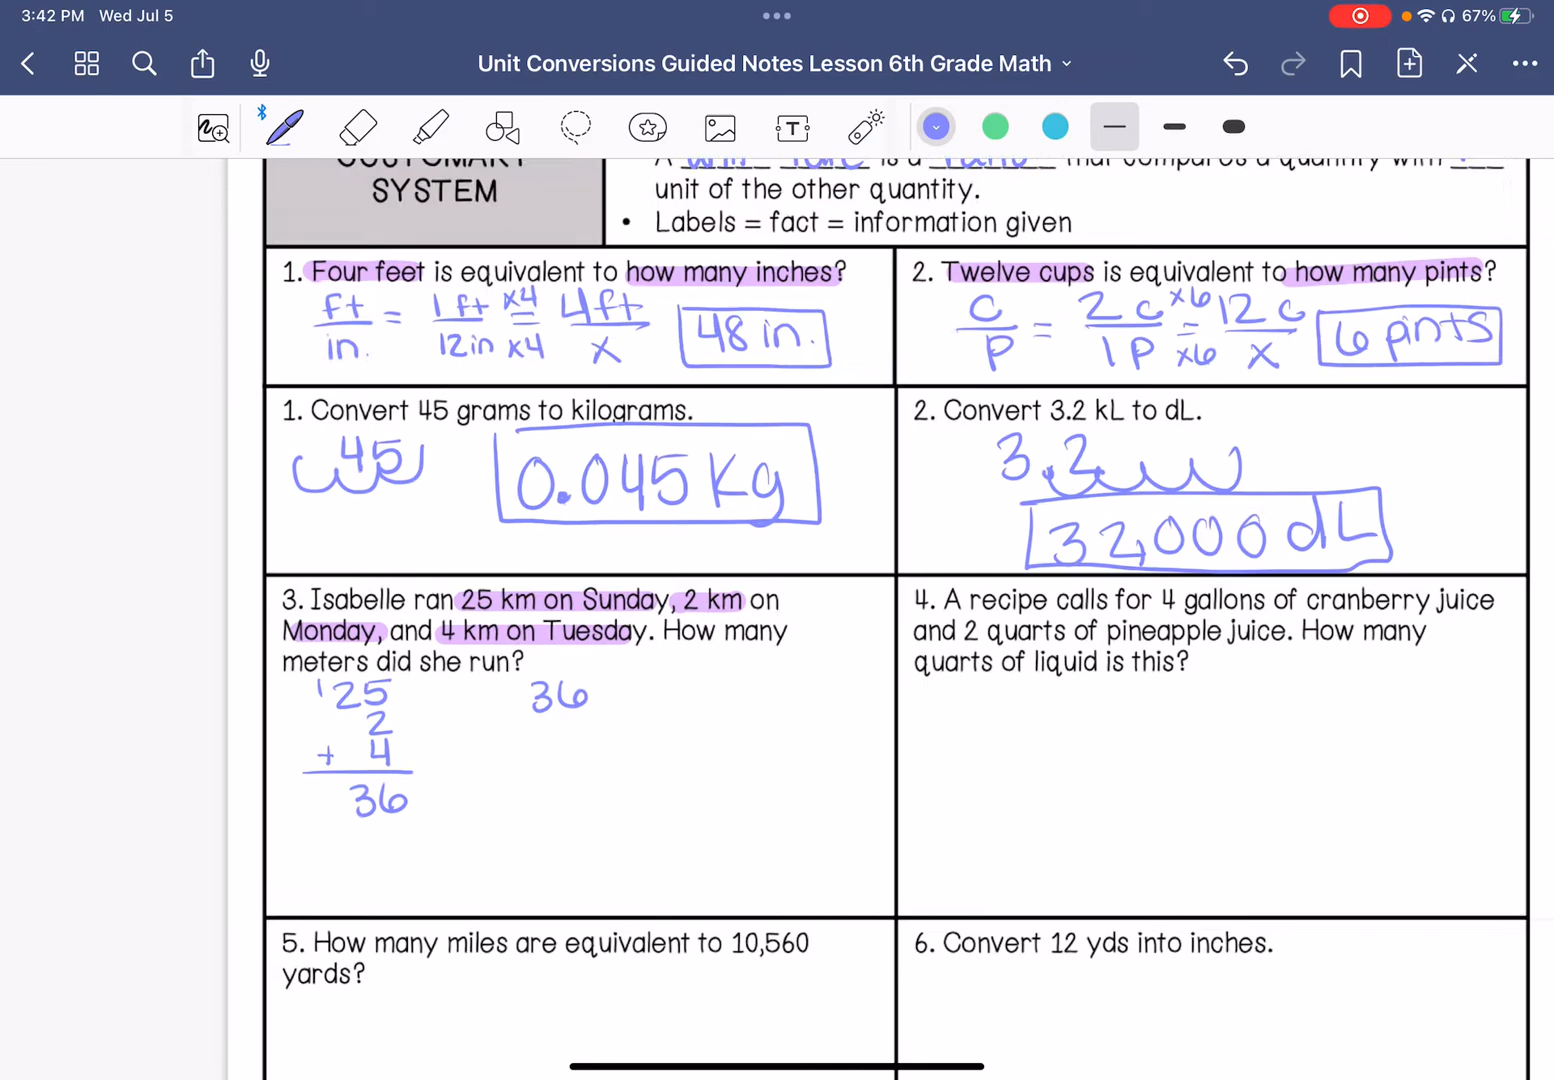 3:42 PM Wed Jul 5
67%
Unit Conversions Guided Notes Lesson 6th Grade Math
SYSTEM
unit of the other quantity.
• Labels = fact = information given
1. Four feet is equivalent to how many inches?
ft/in. = 1 ft/12 in x4 = x4 4ft/x 48 in.
2. Twelve cups is equivalent to how many pints?
C/P = 2 C/1 P x6 = x6 12 C/x 6 pints
1. Convert 45 grams to kilograms.
45 0.045 Kg
2. Convert 3.2 kL to dL.
3.2
32,000 dL
3. Isabelle ran 25 km on Sunday, 2 km on
Monday, and 4 km on Tuesday. How many
meters did she run?
1 25 36
2
+ 4
36
4. A recipe calls for 4 gallons of cranberry juice
and 2 quarts of pineapple juice. How many
quarts of liquid is this?
5. How many miles are equivalent to 10,560
yards?
6. Convert 12 yds into inches.